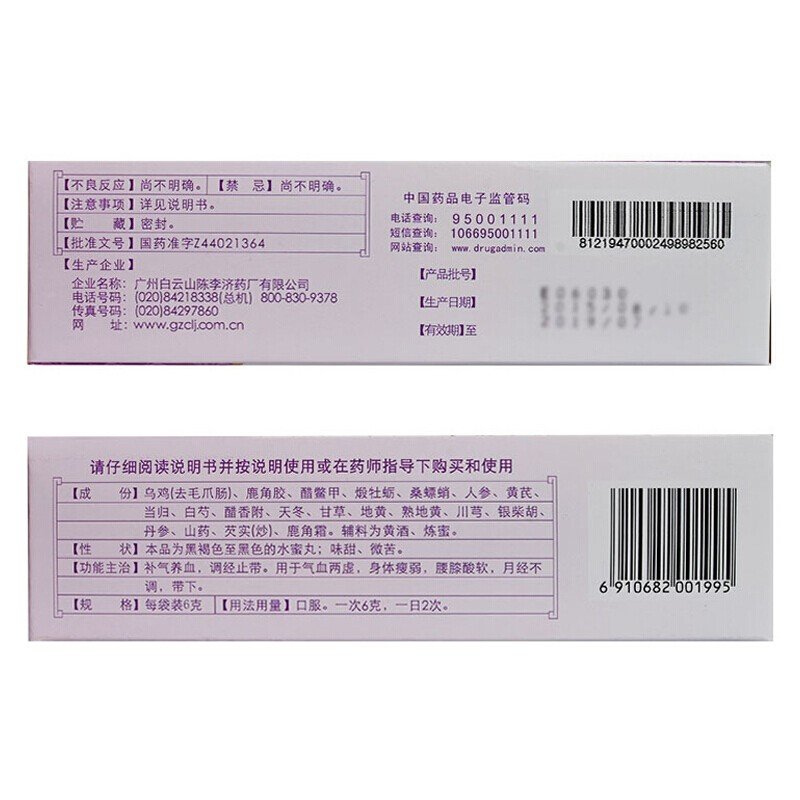 【不良反应】尚不明确。【禁 忌】尚不明确。
【注意事项】详见说明书。
【贮 藏】密封。
【批准文号】国药准字Z44021364
【生产企业】
企业名称：广州白云山陈李济药厂有限公司
电话号码：(020)84218338(总机) 800-830-9378
传真号码：(020)84297860
网 址：www.gzclj.com.cn
中国药品电子监管码
电话查询：95001111
短信查询：106695001111
网站查询：www.drugadmin.com
81219470002498982560
【产品批号】
【生产日期】
【有效期】至
请仔细阅读说明书并按说明使用或在药师指导下购买和使用
【成 份】乌鸡(去毛爪肠)、鹿角胶、醋鳖甲、煅牡蛎、桑螵蛸、人参、黄芪、
当归、白芍、醋香附、天冬、甘草、地黄、熟地黄、川芎、银柴胡、
丹参、山药、芡实(炒)、鹿角霜。辅料为黄酒、炼蜜。
【性 状】本品为黑褐色至黑色的水蜜丸；味甜、微苦。
【功能主治】补气养血，调经止带。用于气血两虚，身体瘦弱，腰膝酸软，月经不
调，带下。
【规 格】每袋装6克【用法用量】口服。一次6克，一日2次。
6 910682 001995